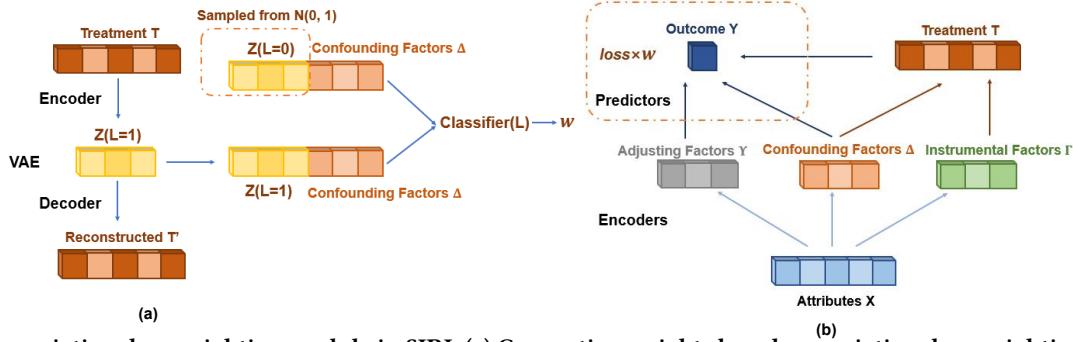 Sampled from N(0, 1)
Treatment T
Z(L=0)
Confounding Factors Δ
Encoder
Z(L=1)
VAE
Classifier(L)
w
Z(L=1)
Confounding Factors Δ
Decoder
Reconstructed T'
(a)
Outcome Y
Treatment T
loss×w
Predictors
Adjusting Factors Υ
Confounding Factors Δ
Instrumental Factors Γ
Encoders
Attributes X
(b)